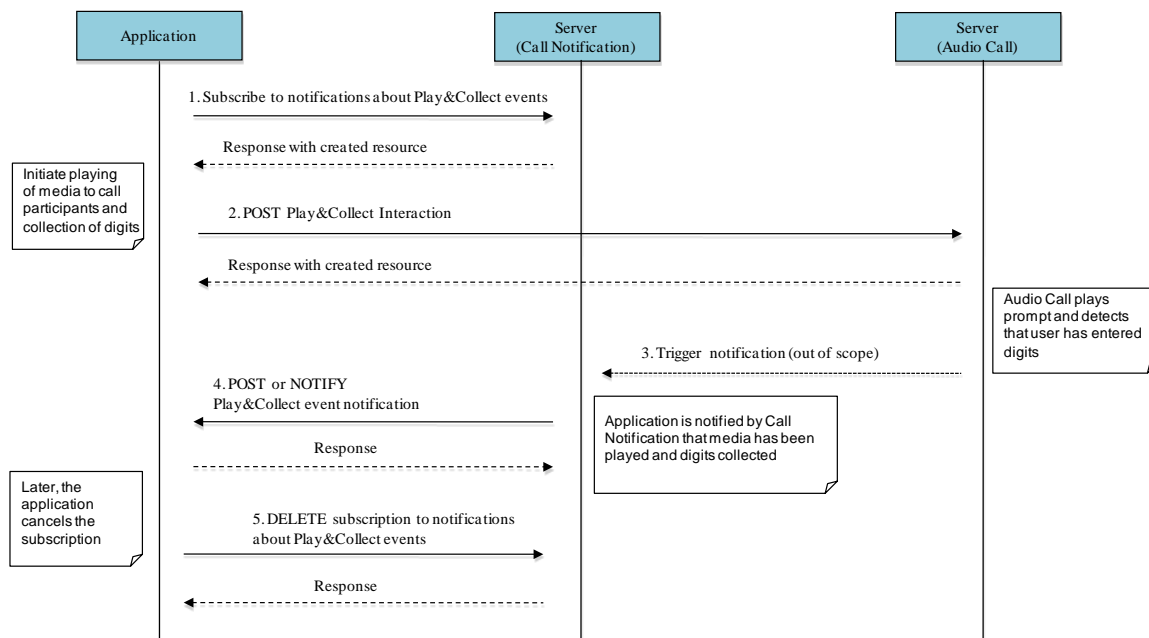 Application
Server
(Call Notification)
Server
(Audio Call)
1. Subscribe to notifications about Play&Collect events
Response with created resource
Initiate playing
of media to call
participants and
collection of digits
2. POST Play&Collect Interaction
Response with created resource
Audio Call plays
prompt and detects
that user has entered
digits
3. Trigger notification (out of scope)
4. POST or NOTIFY
Play&Collect event notification
Application is notified by Call
Notification that media has been
played and digits collected
Response
Later, the
application
cancels the
subscription
5. DELETE subscription to notifications
about Play&Collect events
Response